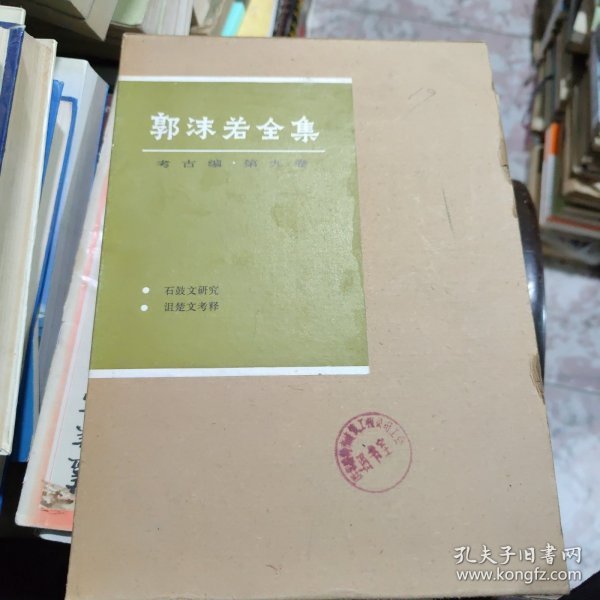 郭沫若全集
考古编·第九卷
石鼓文研究
诅楚文考释
19
孔夫子旧书网
www.kongfz.com